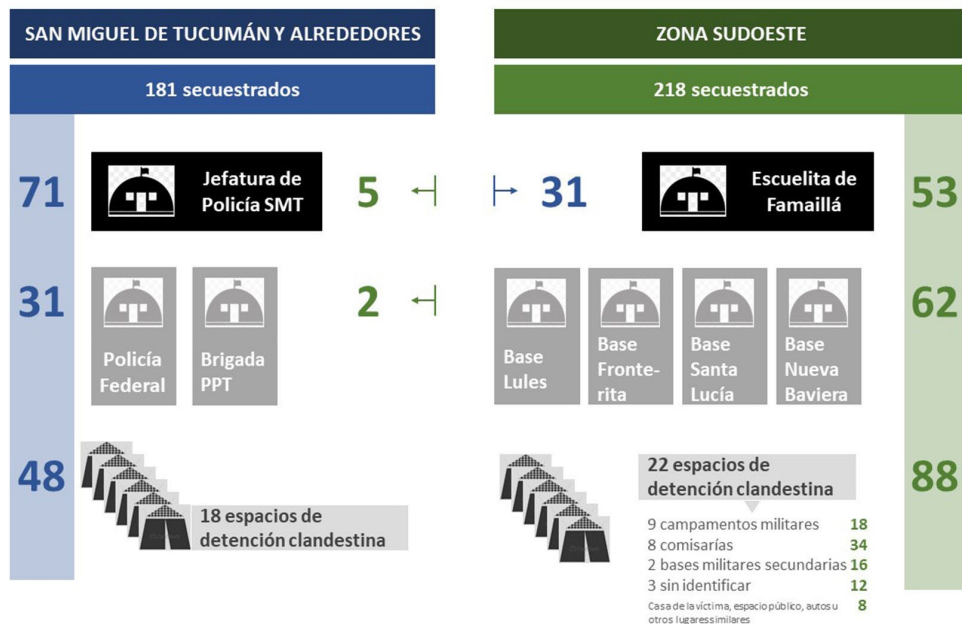 SAN MIGUEL DE TUCUMÁN Y ALREDEDORES
181 secuestrados
71
Jefatura de
Policía SMT
5
31
Policía
Federal
Brigada
PPT
2
48
18 espacios de
detención clandestina
ZONA SUDOESTE
218 secuestrados
31
Escuelita de
Famaillá
53
Base
Lules
Base
Fronte-
rita
Base
Santa
Lucía
Base
Nueva
Baviera
62
22 espacios de
detención clandestina
88
9 campamentos militares 18
8 comisarías 34
2 bases militares secundarias 16
3 sin identificar 12
Casa de la víctima, espacio público, autos u 8
otros lugares similares